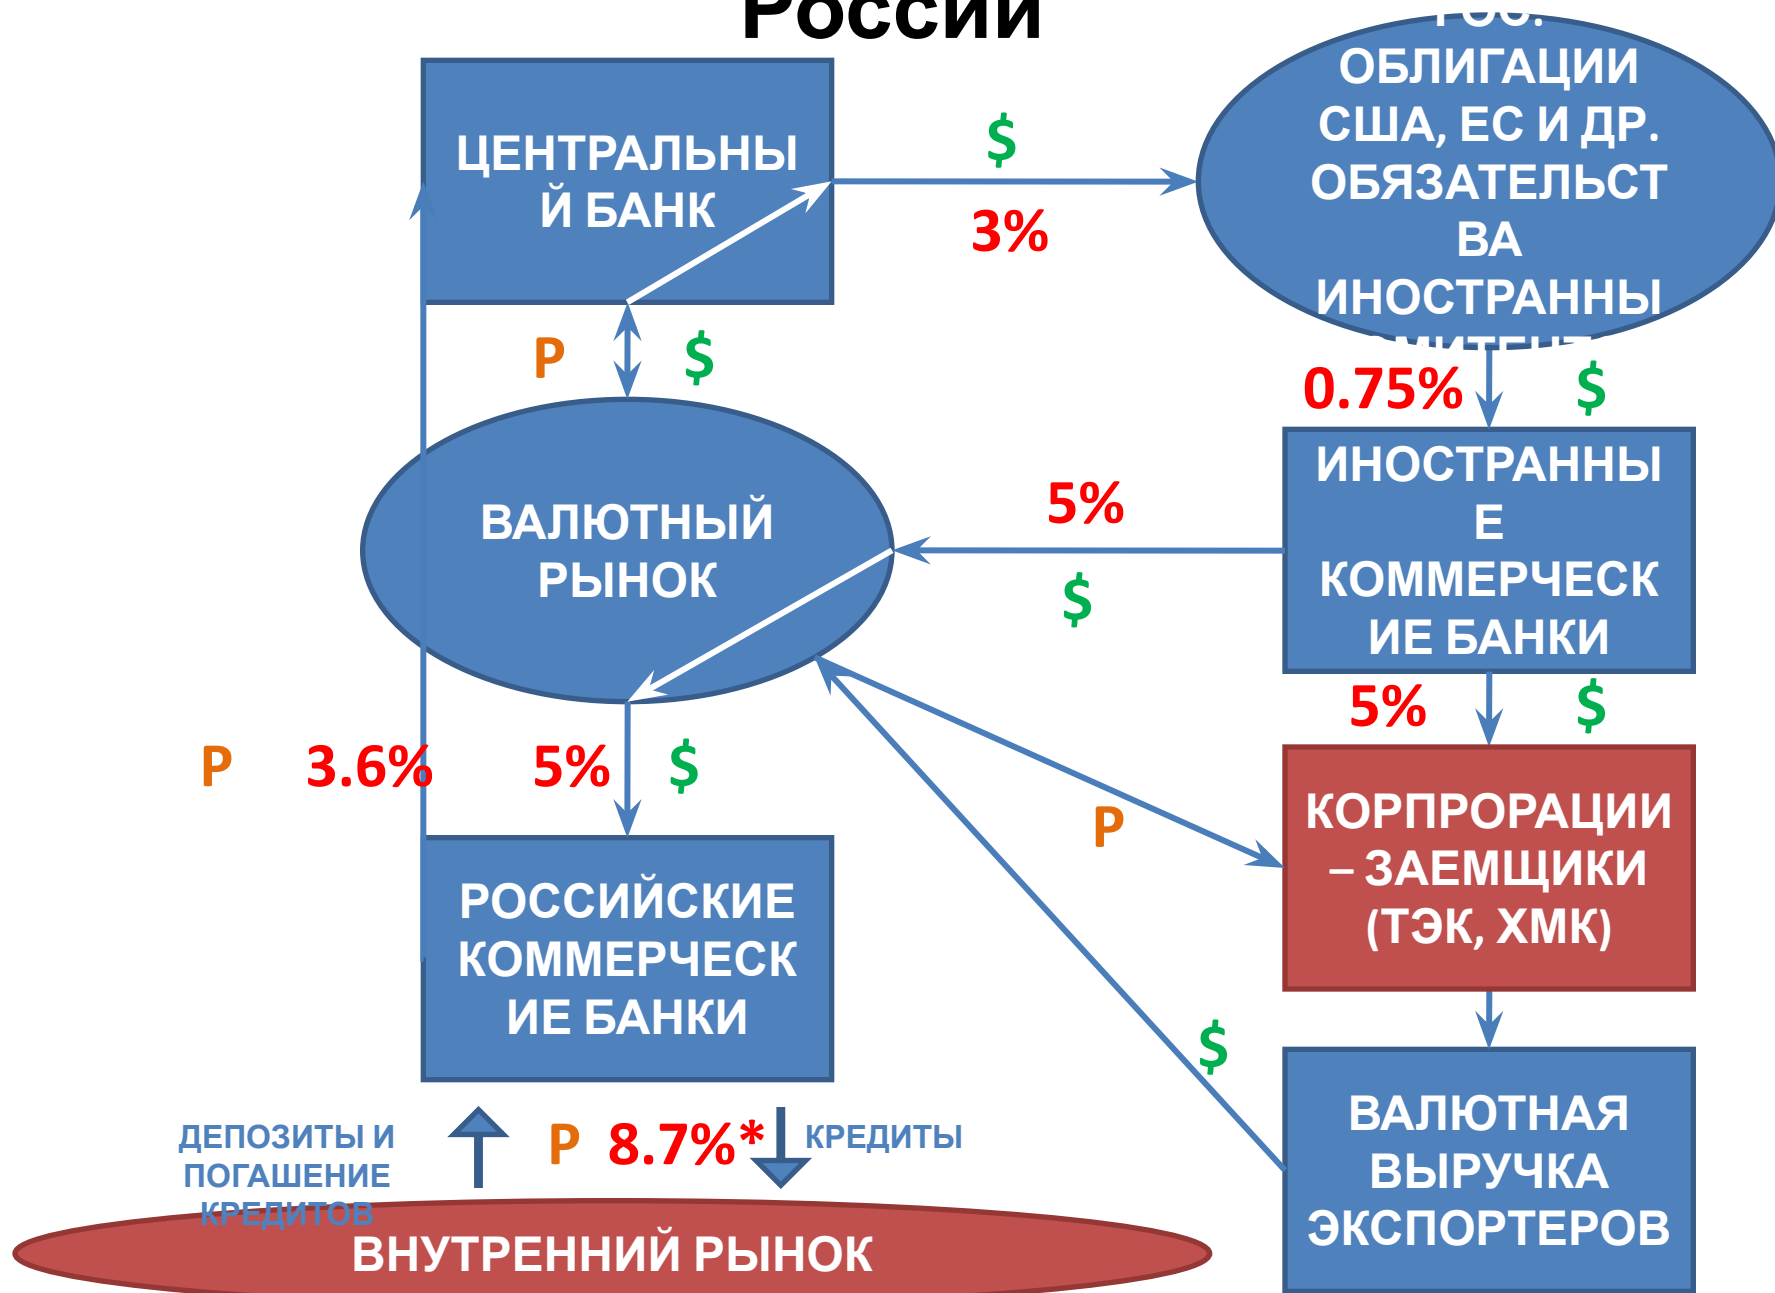 России
ГОС.
ОБЛИГАЦИИ
США, ЕС И ДР.
ОБЯЗАТЕЛЬСТ
ВА
ИНОСТРАННЫ
ЦЕНТРАЛЬНЫ
Й БАНК
$
3%
Р
$
0.75%
$
ВАЛЮТНЫЙ
РЫНОК
5%
$
ИНОСТРАННЫ
Е
КОММЕРЧЕСК
ИЕ БАНКИ
5%
$
Р
3.6%
5%
$
Р
КОРПРОРАЦИИ
– ЗАЕМЩИКИ
(ТЭК, ХМК)
РОССИЙСКИЕ
КОММЕРЧЕСК
ИЕ БАНКИ
$
ВАЛЮТНАЯ
ВЫРУЧКА
ЭКСПОРТЕРОВ
ДЕПОЗИТЫ И
ПОГАШЕНИЕ
КРЕДИТОВ
Р 8.7%*
КРЕДИТЫ
ВНУТРЕННИЙ РЫНОК